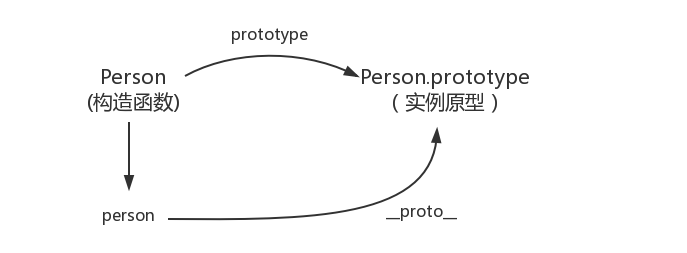 prototype
Person
(构造函数)
Person.prototype
( 实例原型 )
person
__proto__